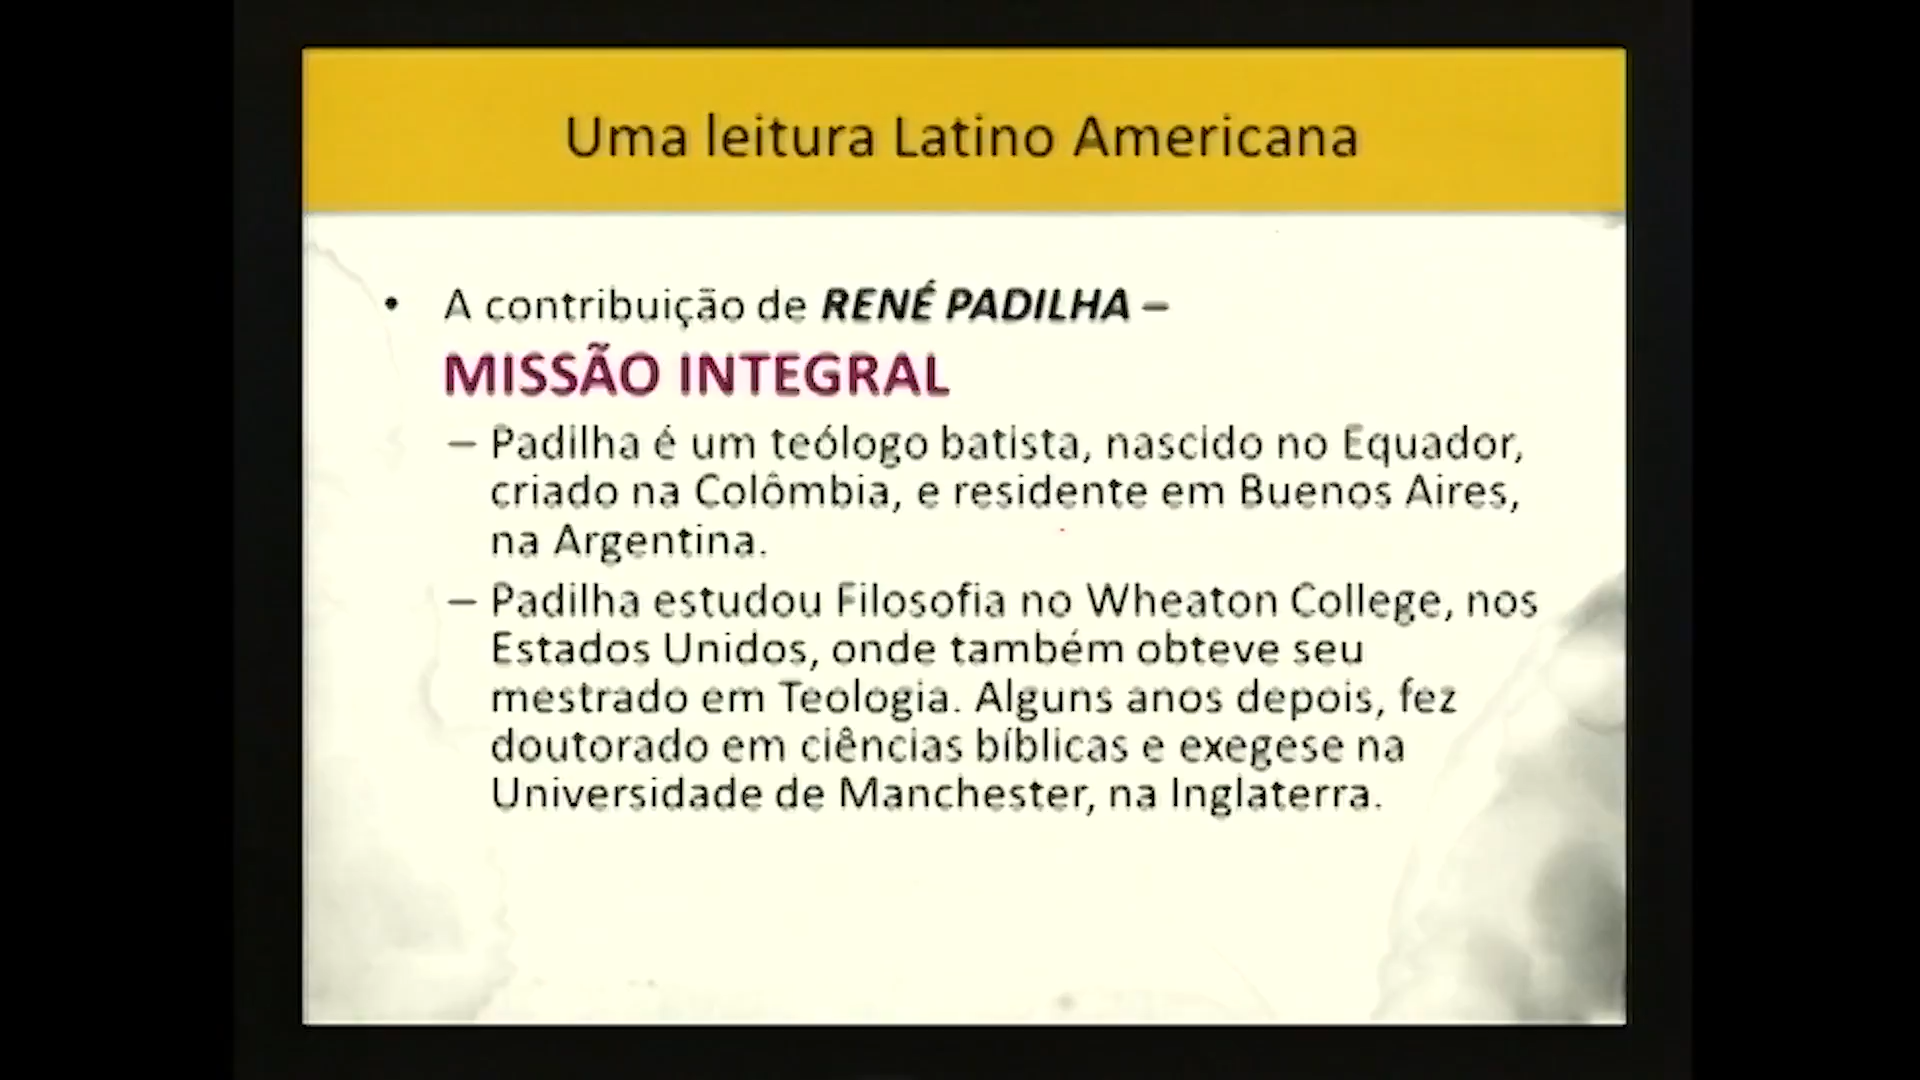 Uma leitura Latino Americana
• A contribuição de RENÉ PADILHA –
MISSÃO INTEGRAL
– Padilha é um teólogo batista, nascido no Equador,
criado na Colômbia, e residente em Buenos Aires,
na Argentina.
– Padilha estudou Filosofia no Wheaton College, nos
Estados Unidos, onde também obteve seu
mestrado em Teologia. Alguns anos depois, fez
doutorado em ciências bíblicas e exegese na
Universidade de Manchester, na Inglaterra.